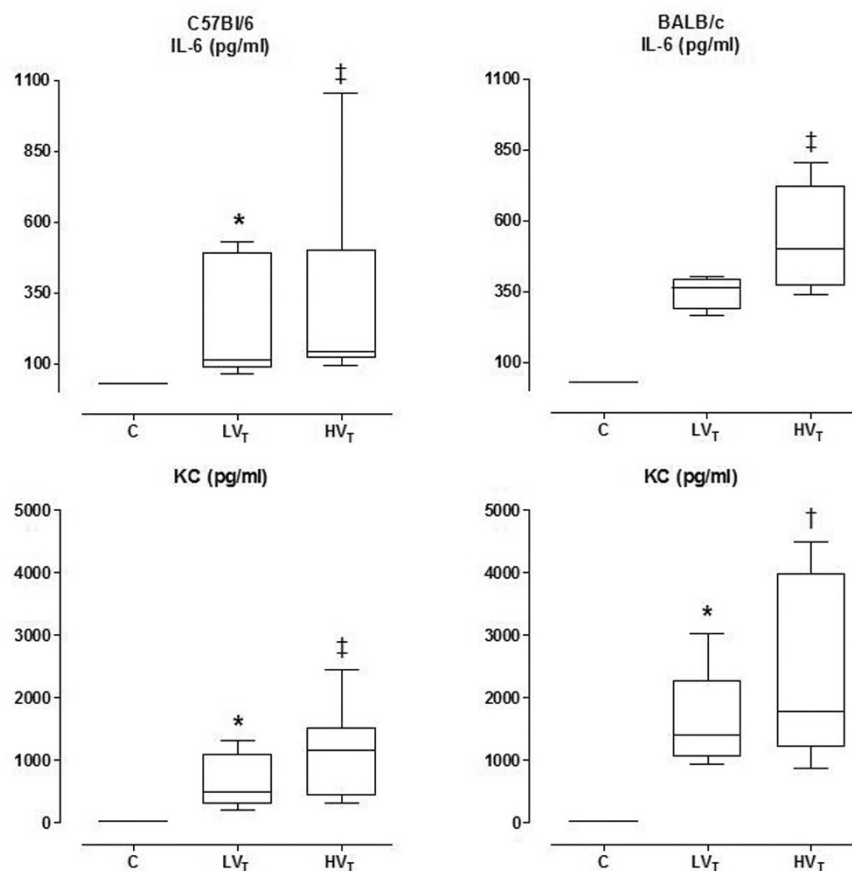 C57Bl/6
IL-6 (pg/ml)
1100
850
600
350
100
‡
*
C
LVT
HVT
BALB/c
IL-6 (pg/ml)
1100
850
600
350
100
‡
C
LVT
HVT
KC (pg/ml)
5000
4000
3000
2000
1000
0
‡
*
C
LVT
HVT
KC (pg/ml)
5000
4000
3000
2000
1000
0
†
*
C
LVT
HVT